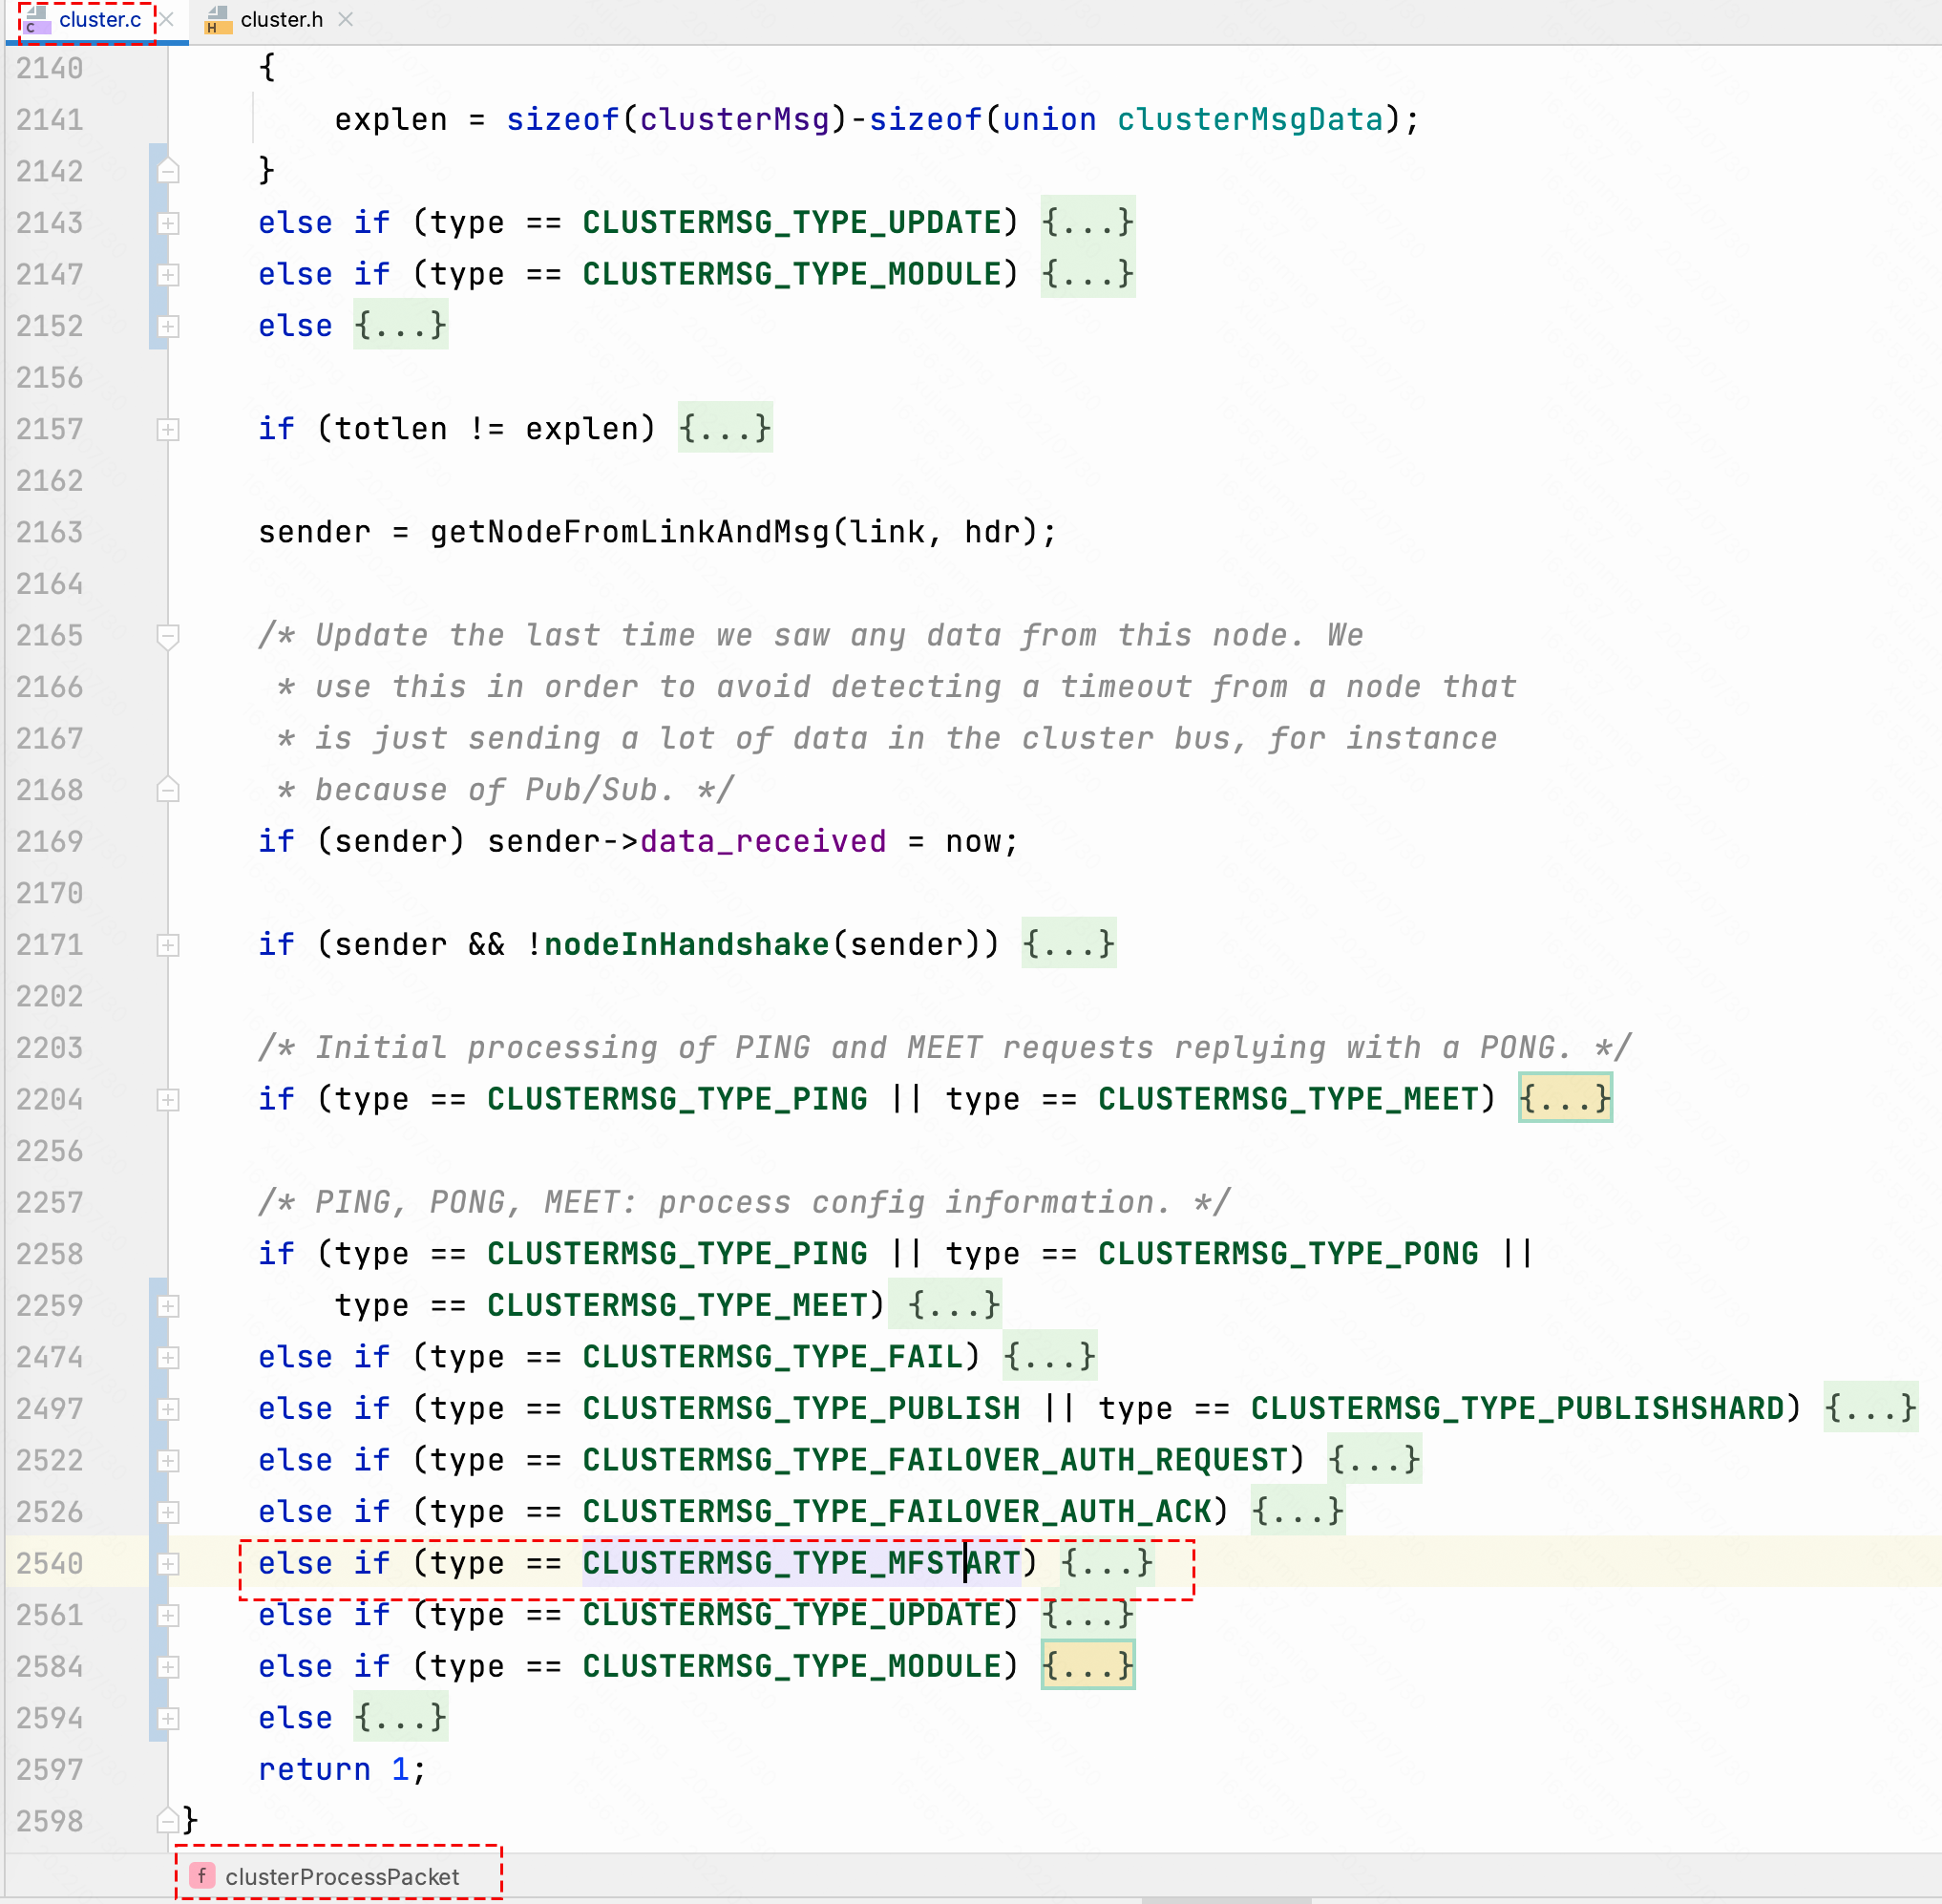 cluster.c cluster.h
2140 {
2141 explen = sizeof(clusterMsg)-sizeof(union clusterMsgData);
2142 }
2143 else if (type == CLUSTERMSG_TYPE_UPDATE) {...}
2147 else if (type == CLUSTERMSG_TYPE_MODULE) {...}
2152 else {...}
2156
2157 if (totlen != explen) {...}
2162
2163 sender = getNodeFromLinkAndMsg(link, hdr);
2164
2165 /* Update the last time we saw any data from this node. We
2166 * use this in order to avoid detecting a timeout from a node that
2167 * is just sending a lot of data in the cluster bus, for instance
2168 * because of Pub/Sub. */
2169 if (sender) sender->data_received = now;
2170
2171 if (sender && !nodeInHandshake(sender)) {...}
2202
2203 /* Initial processing of PING and MEET requests replying with a PONG. */
2204 if (type == CLUSTERMSG_TYPE_PING || type == CLUSTERMSG_TYPE_MEET) {...}
2256
2257 /* PING, PONG, MEET: process config information. */
2258 if (type == CLUSTERMSG_TYPE_PING || type == CLUSTERMSG_TYPE_PONG ||
2259 type == CLUSTERMSG_TYPE_MEET) {...}
2474 else if (type == CLUSTERMSG_TYPE_FAIL) {...}
2497 else if (type == CLUSTERMSG_TYPE_PUBLISH || type == CLUSTERMSG_TYPE_PUBLISHSHARD) {...}
2522 else if (type == CLUSTERMSG_TYPE_FAILOVER_AUTH_REQUEST) {...}
2526 else if (type == CLUSTERMSG_TYPE_FAILOVER_AUTH_ACK) {...}
2540 else if (type == CLUSTERMSG_TYPE_MFSTART) {...}
2561 else if (type == CLUSTERMSG_TYPE_UPDATE) {...}
2584 else if (type == CLUSTERMSG_TYPE_MODULE) {...}
2594 else {...}
2597 return 1;
2598 }
f clusterProcessPacket